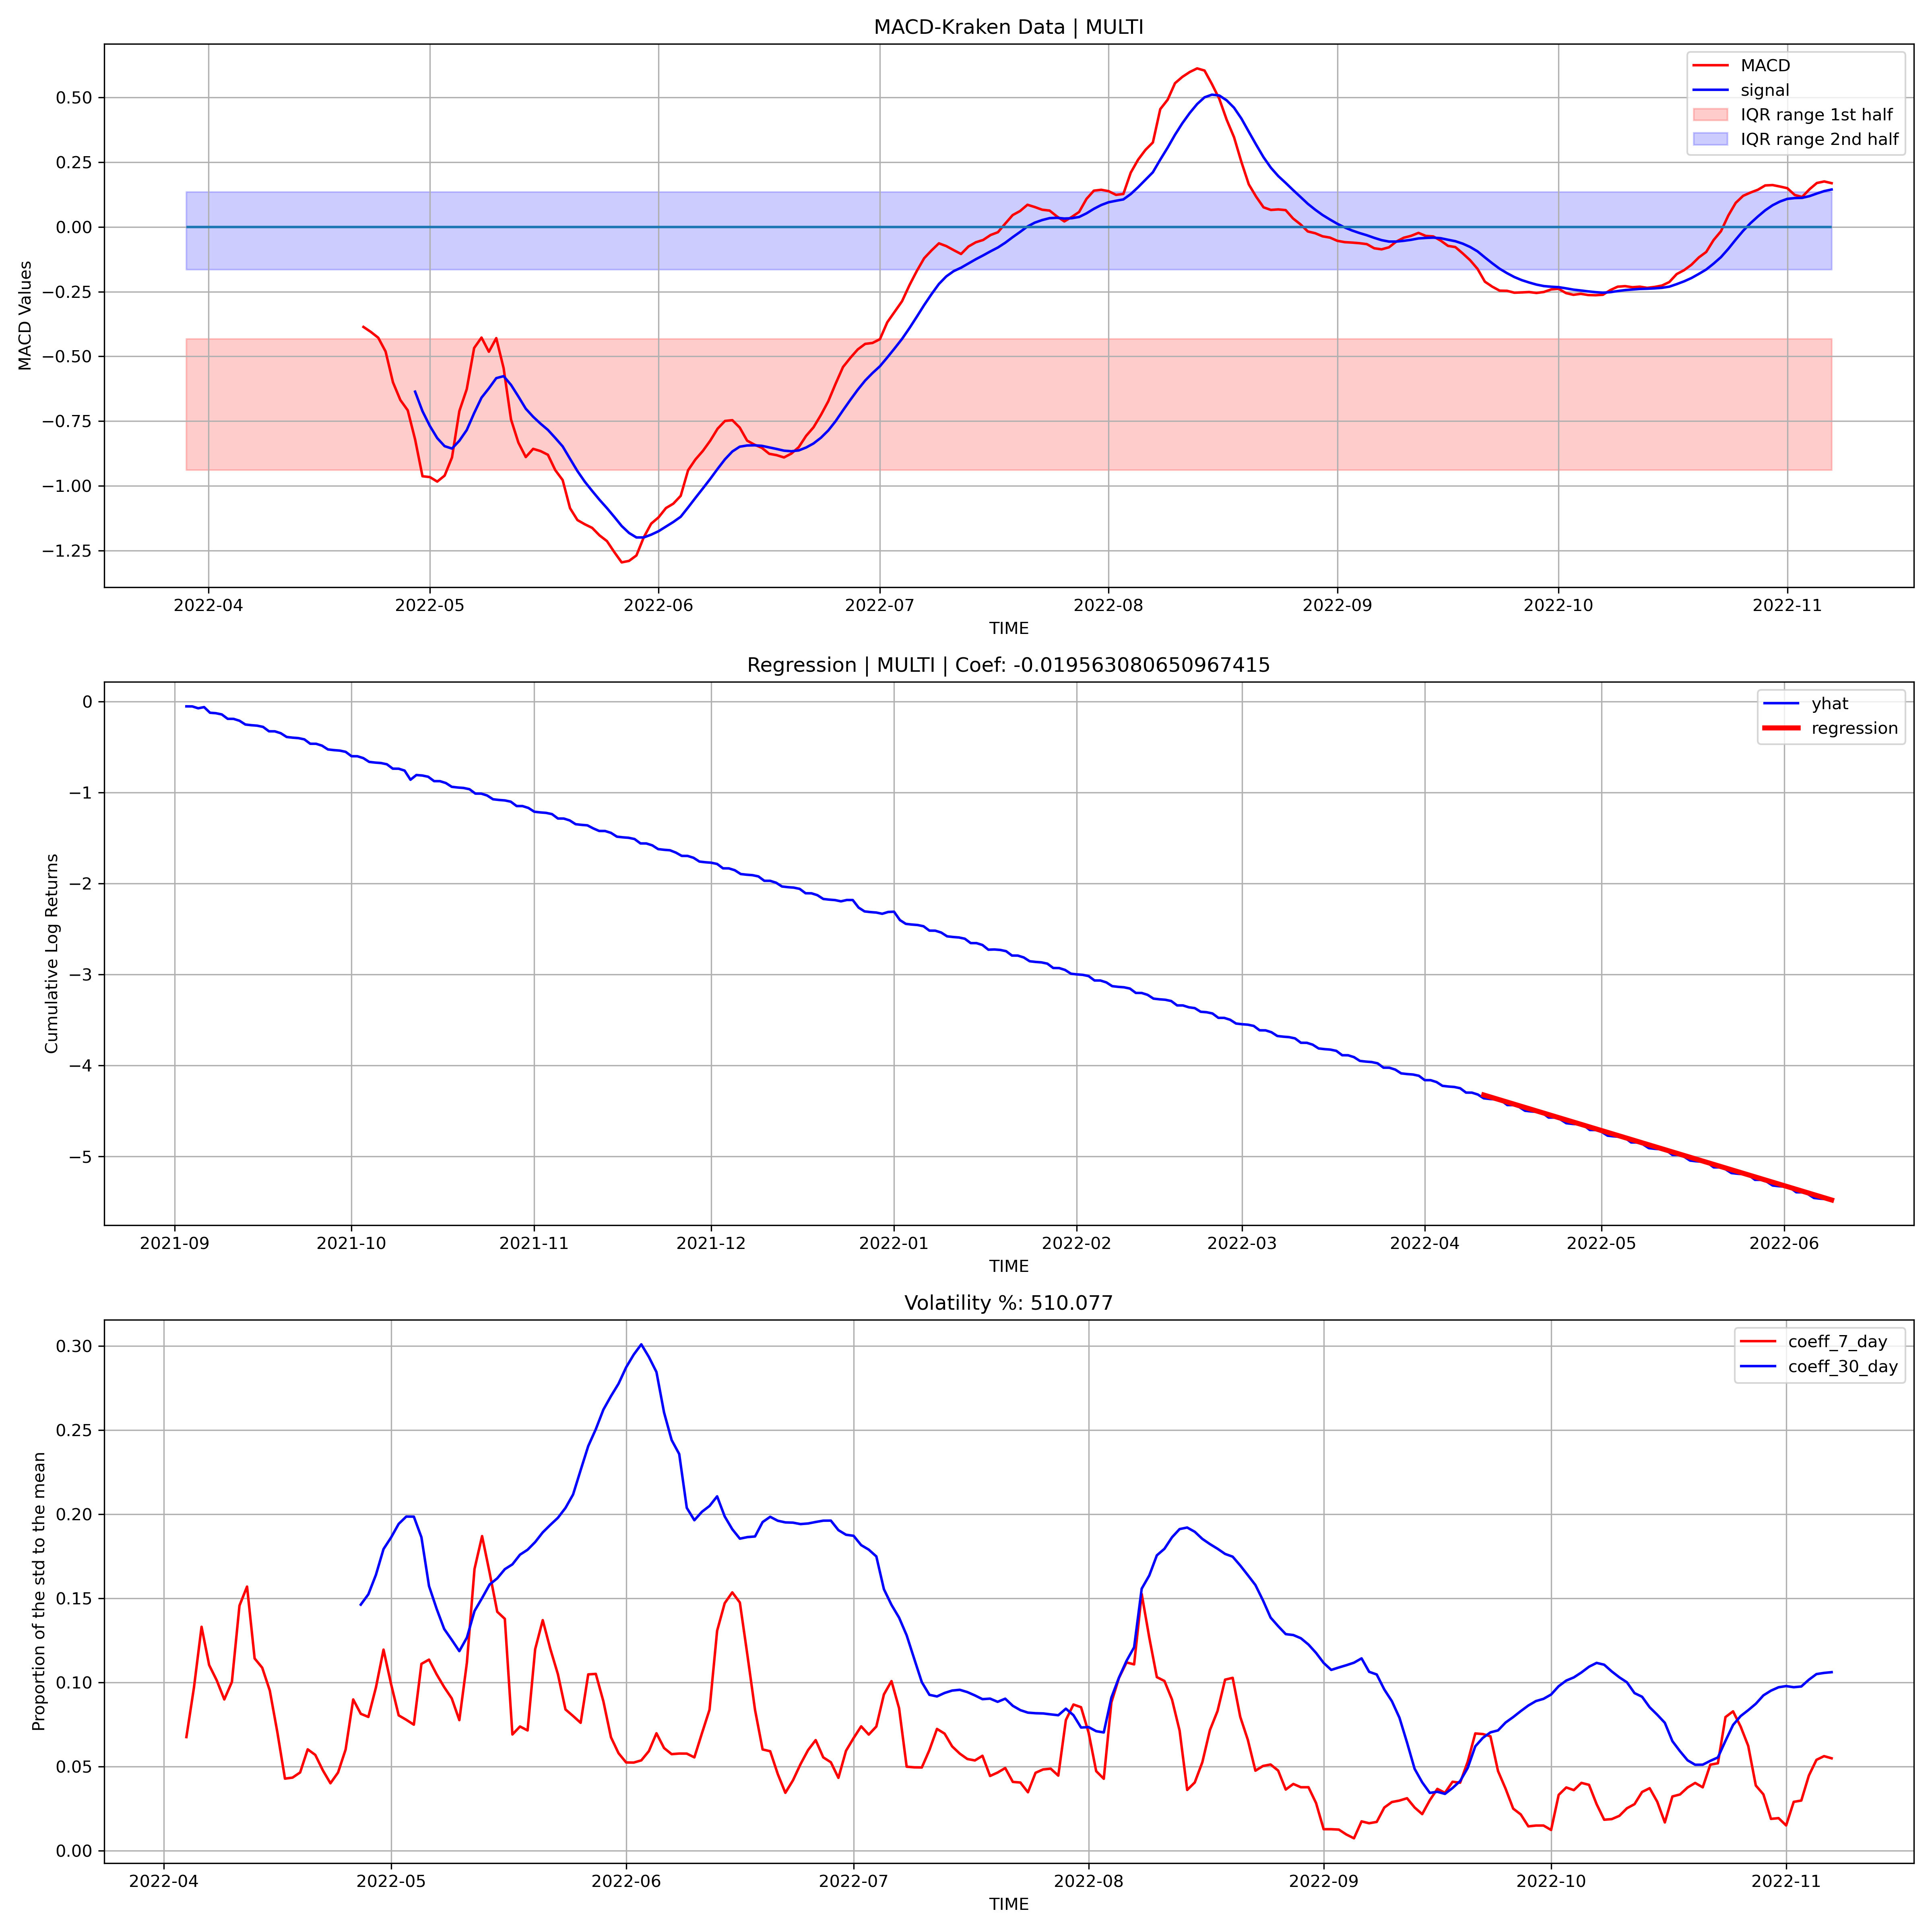 MACD-Kraken Data | MULTI
MACD Values
0.50
0.25
0.00
−0.25
−0.50
−0.75
−1.00
−1.25
MACD
signal
IQR range 1st half
IQR range 2nd half
2022-04 2022-05 2022-06 2022-07 2022-08 2022-09 2022-10 2022-11
TIME
Regression | MULTI | Coef: -0.019563080650967415
Cumulative Log Returns
0
−1
−2
−3
−4
−5
yhat
regression
2021-09 2021-10 2021-11 2021-12 2022-01 2022-02 2022-03 2022-04 2022-05 2022-06
TIME
Volatility %: 510.077
Proportion of the std to the mean
0.30
0.25
0.20
0.15
0.10
0.05
0.00
coeff_7_day
coeff_30_day
2022-04 2022-05 2022-06 2022-07 2022-08 2022-09 2022-10 2022-11
TIME